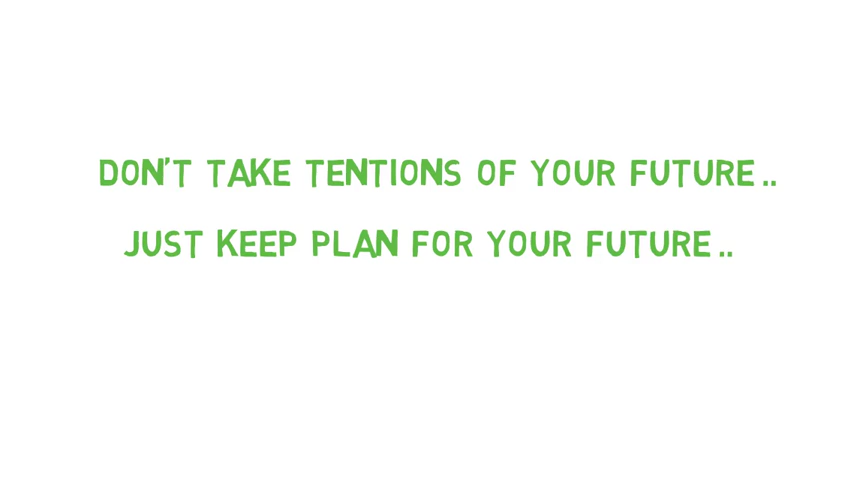 DON'T TAKE TENTIONS OF YOUR FUTURE..
JUST KEEP PLAN FOR YOUR FUTURE..